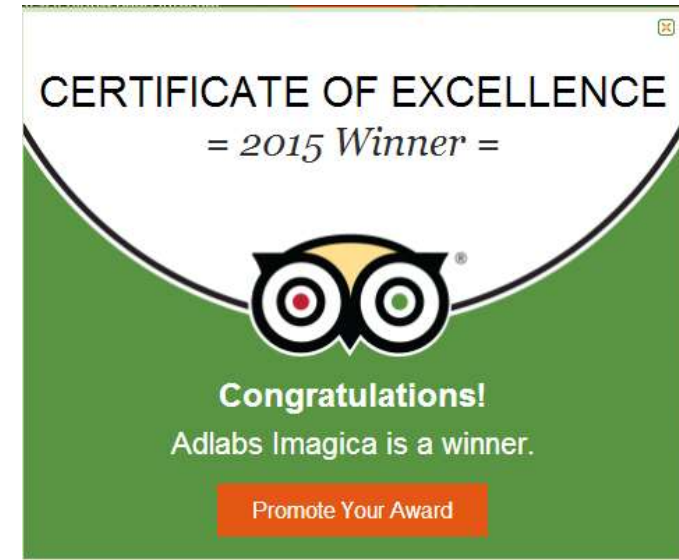 CERTIFICATE OF EXCELLENCE
= 2015 Winner =
®
Congratulations!
Adlabs Imagica is a winner.
Promote Your Award